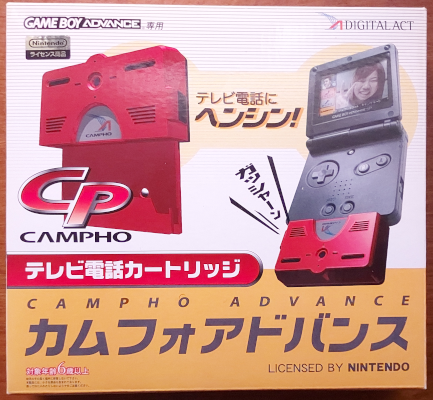 GAME BOY ADVANCE 専用
DIGITAL ACT
Nintendo
ライセンス商品
テレビ電話に
ヘンシン!
CAMPHO
CP
CAMPHO
テレビ電話カートリッジ
CAMPHO ADVANCE
カムフォアドバンス
対象年齢6歳以上
LICENSED BY NINTENDO